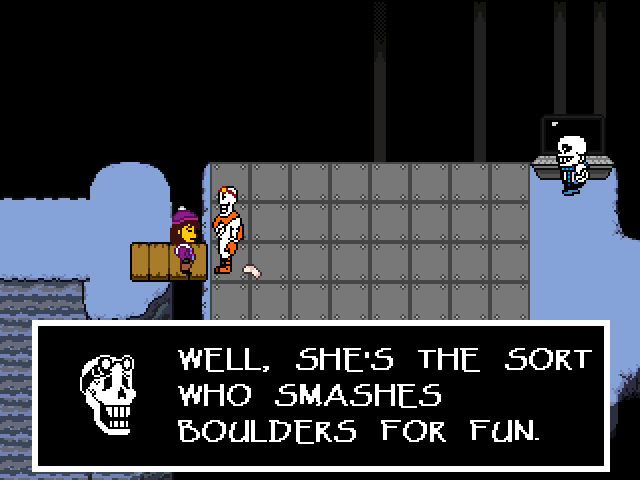 WELL, SHE'S THE SORT
WHO SMASHES
BOULDERS FOR FUN.